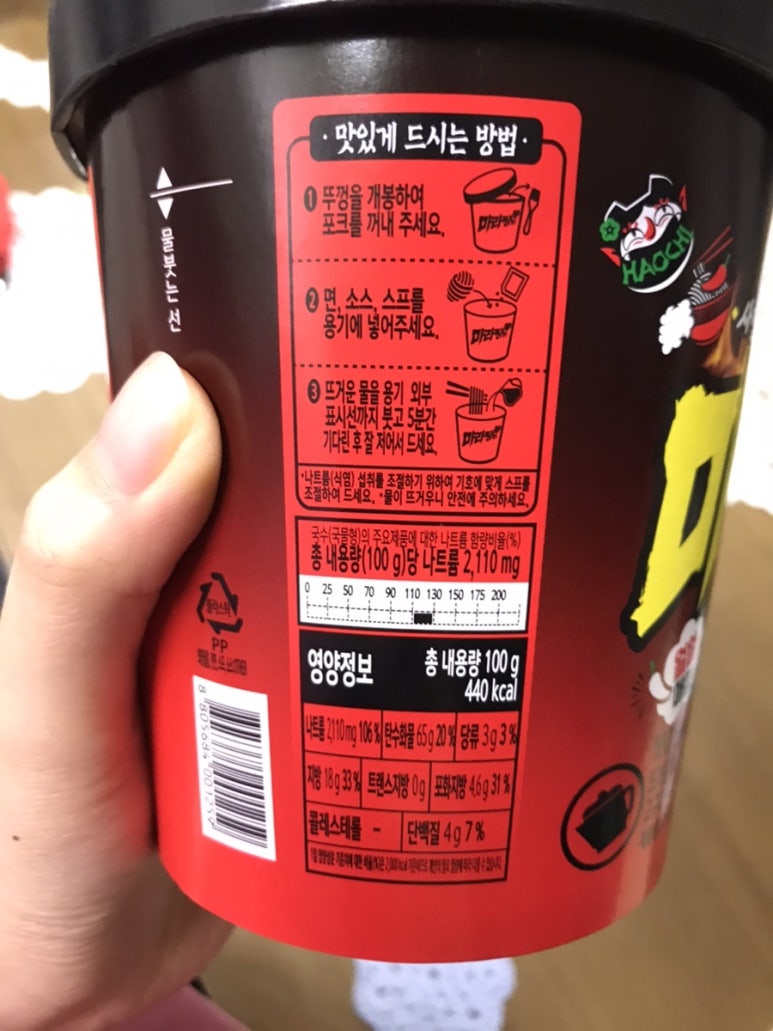 · 맛있게 드시는 방법 ·
1 뚜껑을 개봉하여
포크를 꺼내 주세요.
2 면, 소스, 스프를
용기에 넣어주세요.
3 뜨거운 물을 용기 외부
표시선까지 붓고 5분간
기다린 후 잘 저어서 드세요.
•나트륨(식염) 섭취를 조절하기 위하여 기호에 맞게 스프를
조절하여 드세요. •물이 뜨거우니 안전에 주의하세요.
국수(국물형)의 주요제품에 대한 나트륨 함량비율(%)
총 내용량(100 g)당 나트륨 2,110 mg
0 25 50 70 90 110 130 150 175 200
영양정보
총 내용량 100 g
440 kcal
나트륨 2,110 mg 106 % 탄수화물 65 g 20 % 당류 3 g 3 %
지방 18 g 33 % 트랜스지방 0 g 포화지방 4.6 g 31 %
콜레스테롤 - 단백질 4 g 7 %
물붓는 선
플라스틱
PP
8 805684 001259
HAOCHI
마